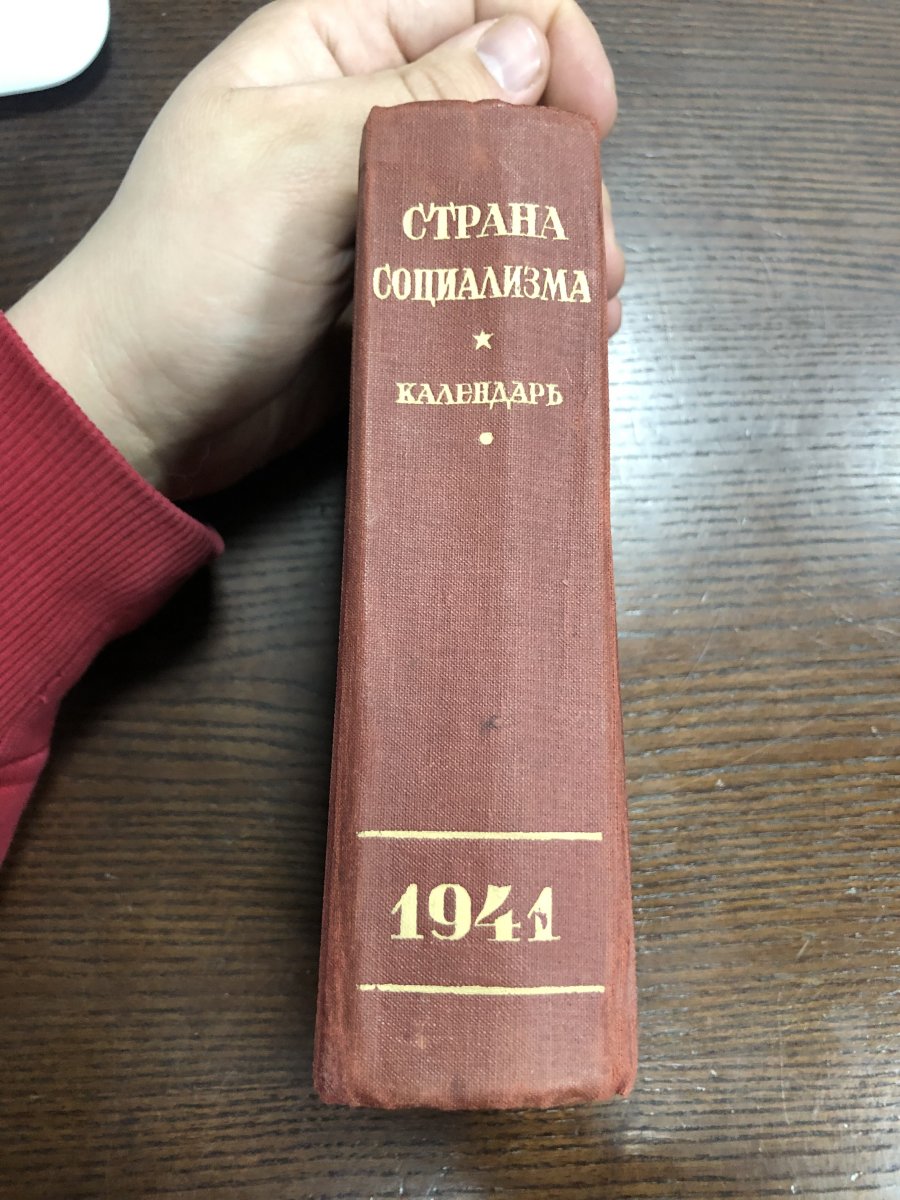 СТРАНА
СОЦИАЛИЗМА
КАЛЕНДАРЬ
1941